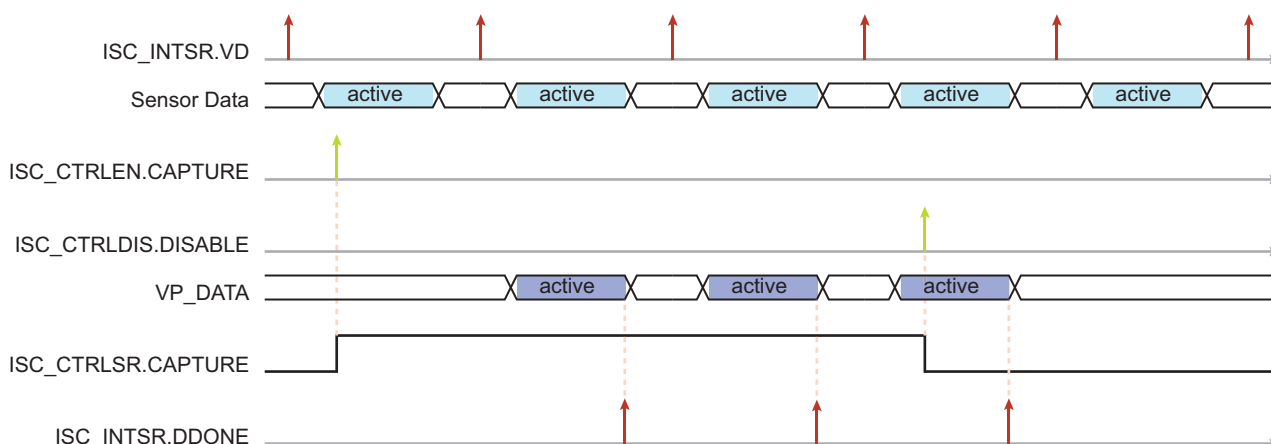 ISC_INTSR.VD
Sensor Data active active active active active
ISC_CTRLEN.CAPTURE
ISC_CTRLDIS.DISABLE
VP_DATA active active active
ISC_CTRLSR.CAPTURE
ISC_INTSR.DDONE